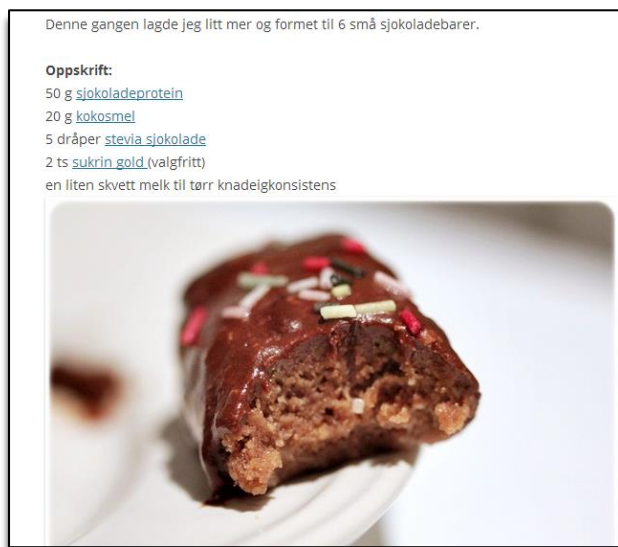 Denne gangen lagde jeg litt mer og formet til 6 små sjokoladebarer.
Oppskrift:
50 g sjokoladeprotein
20 g kokosmel
5 dråper stevia sjokolade
2 ts sukrin gold (valgfritt)
en liten skvett melk til tørr knadeigkonsistens